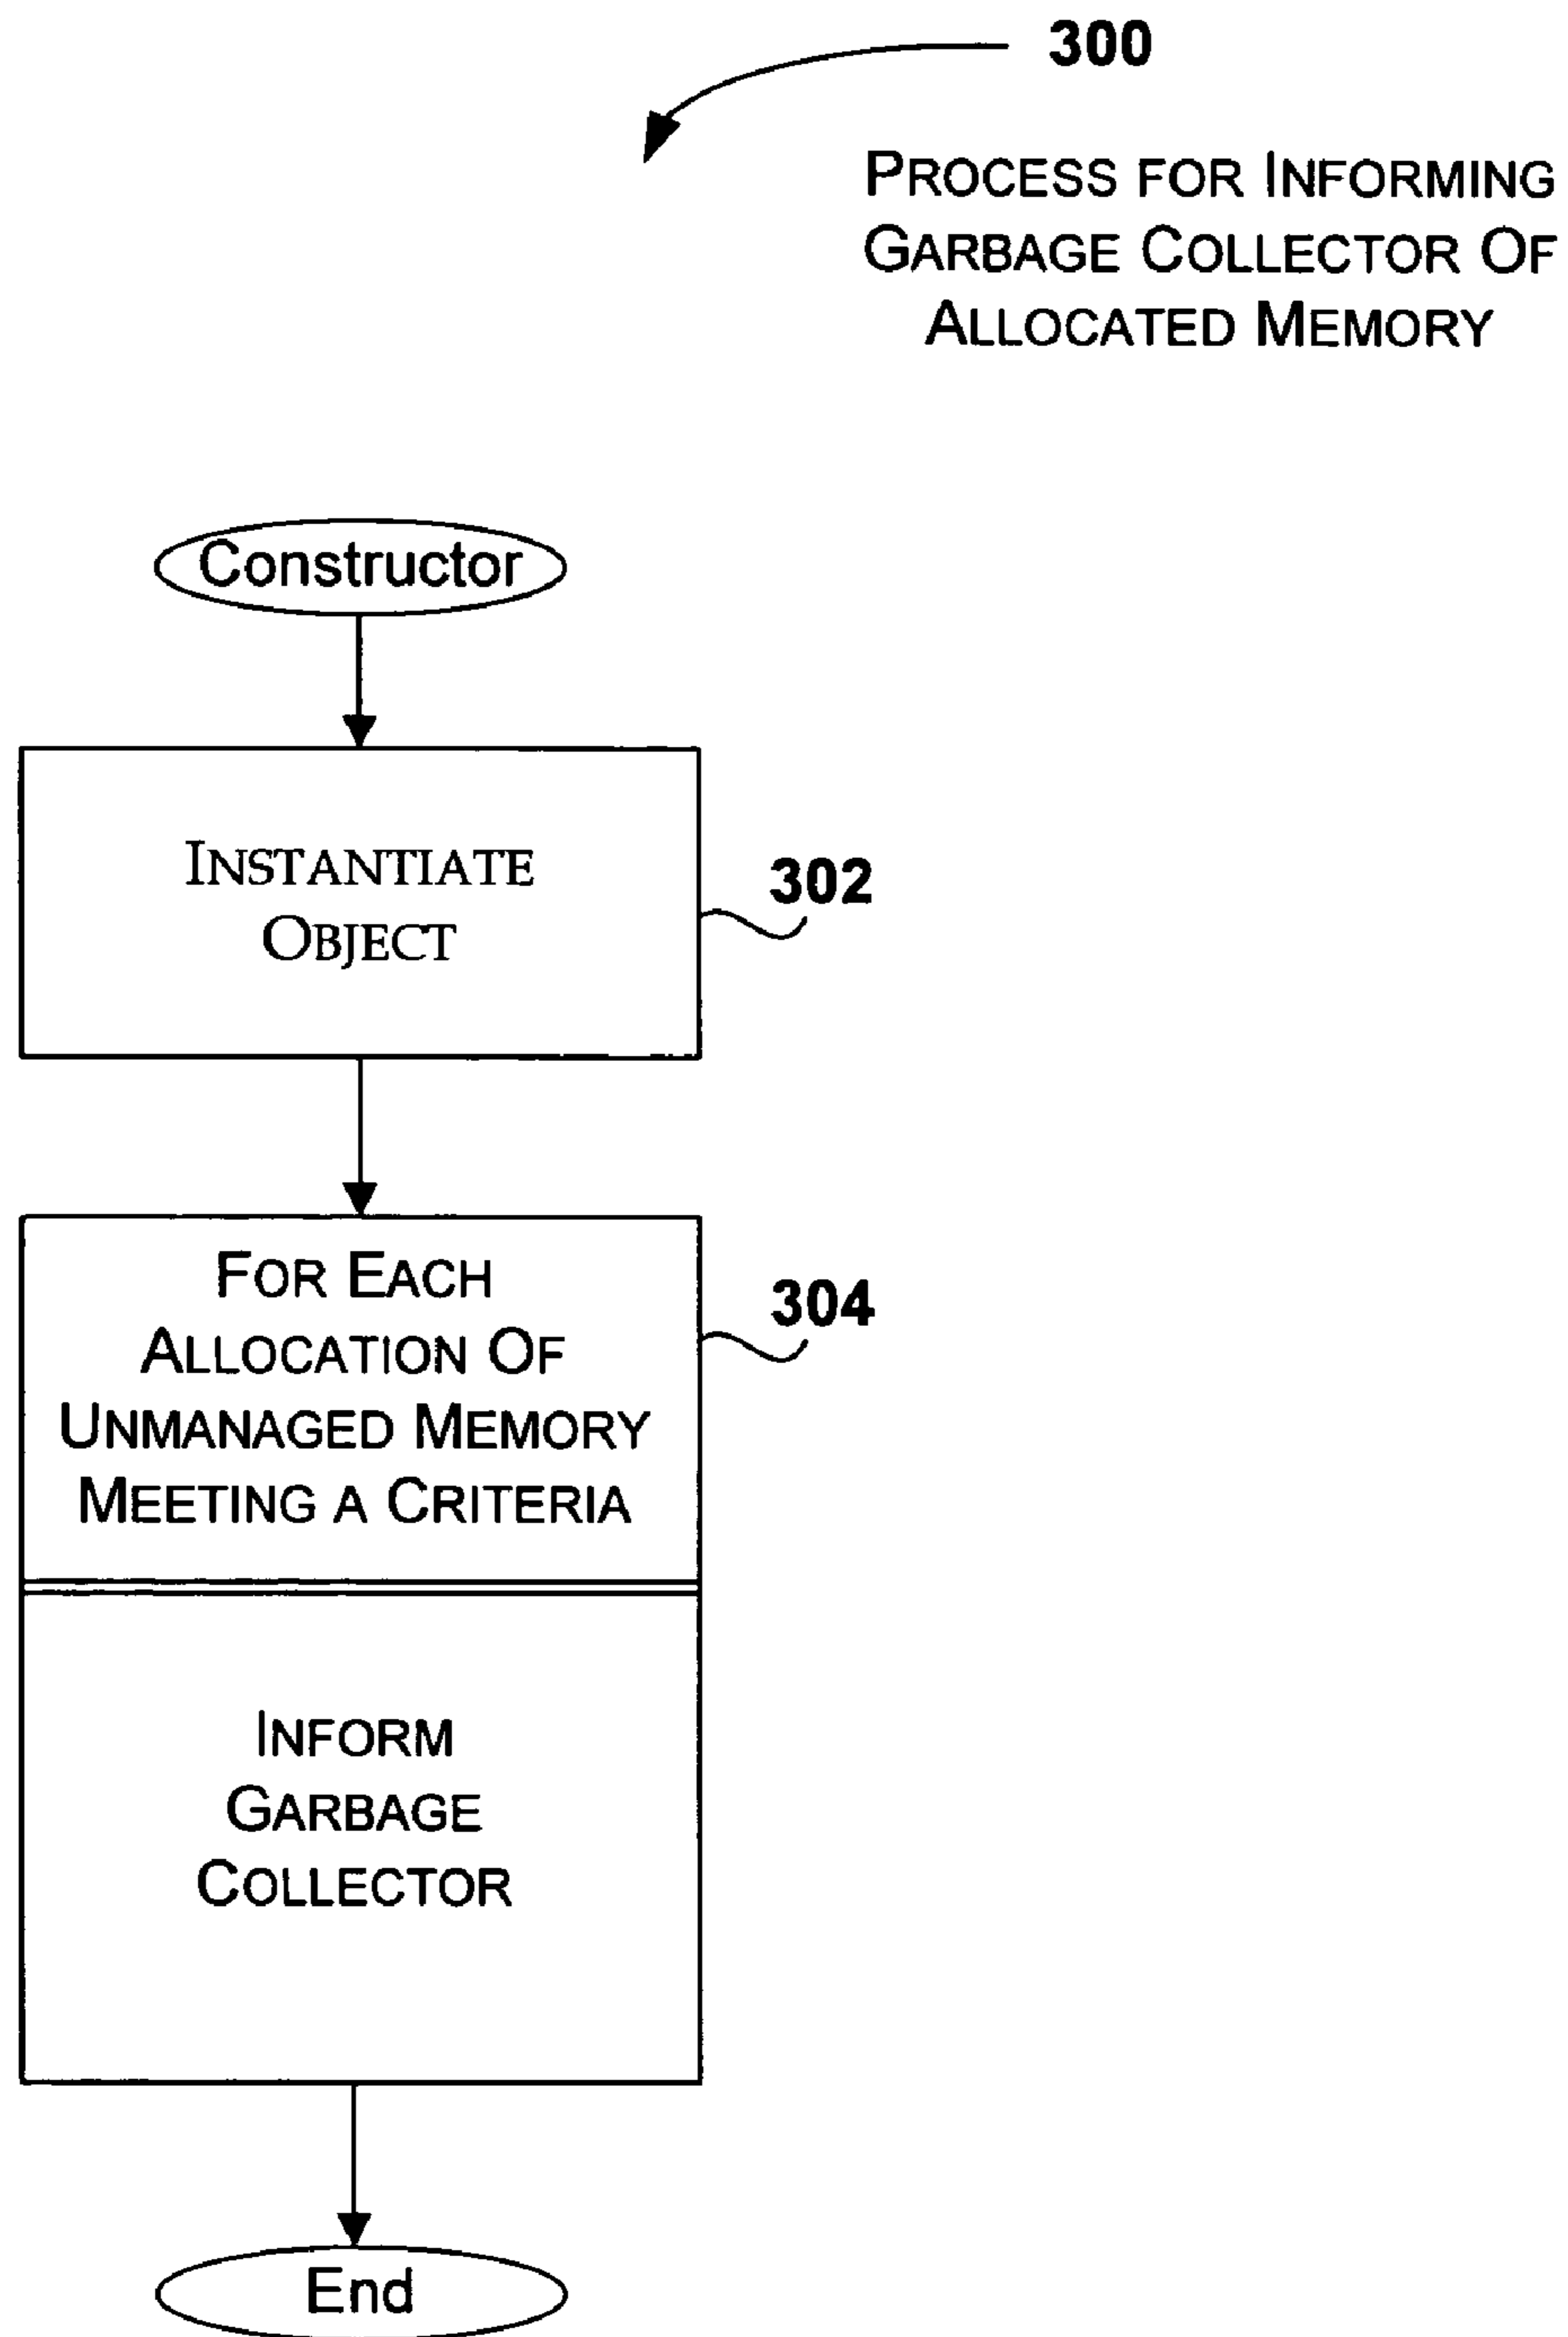 300
PROCESS FOR INFORMING
GARBAGE COLLECTOR OF
ALLOCATED MEMORY
Constructor
INSTANTIATE
OBJECT
302
FOR EACH
ALLOCATION OF
UNMANAGED MEMORY
MEETING A CRITERIA
304
INFORM
GARBAGE
COLLECTOR
End